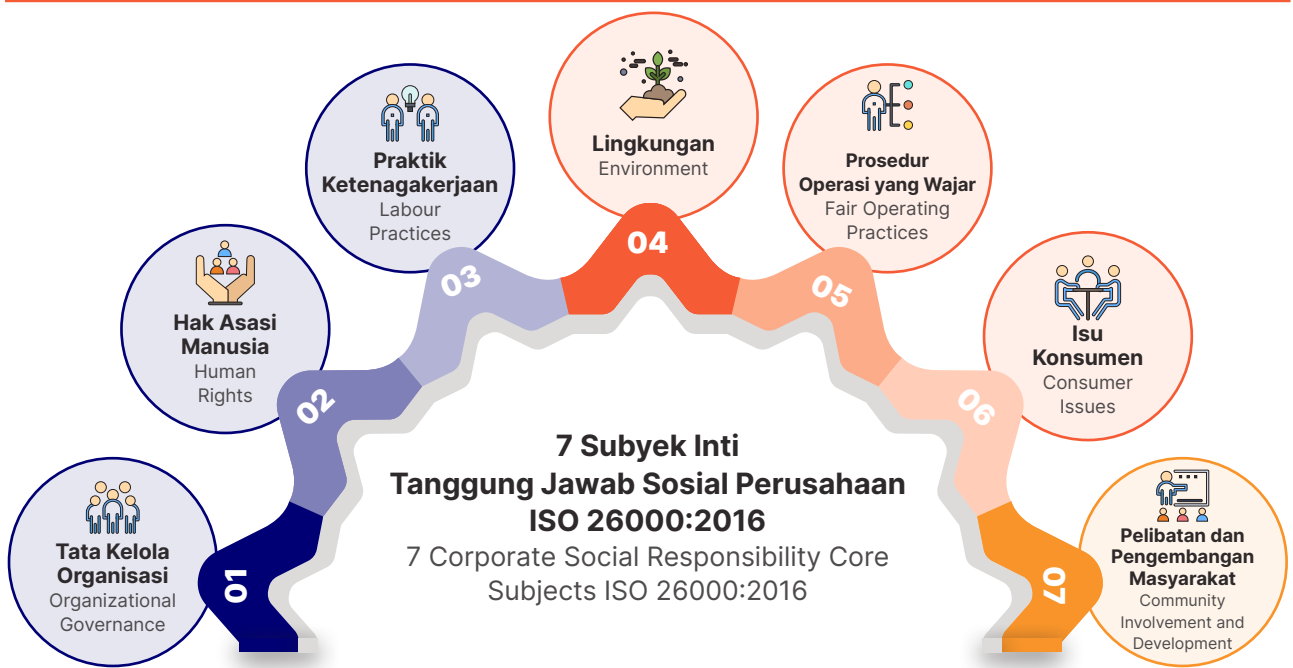 01
Tata Kelola
Organisasi
Organizational
Governance
02
Hak Asasi
Manusia
Human
Rights
03
Praktik
Ketenagakerjaan
Labour
Practices
04
Lingkungan
Environment
05
Prosedur
Operasi yang Wajar
Fair Operating
Practices
06
Isu
Konsumen
Consumer
Issues
07
Pelibatan dan
Pengembangan
Masyarakat
Community
Involvement and
Development
7 Subyek Inti
Tanggung Jawab Sosial Perusahaan
ISO 26000:2016
7 Corporate Social Responsibility Core
Subjects ISO 26000:2016